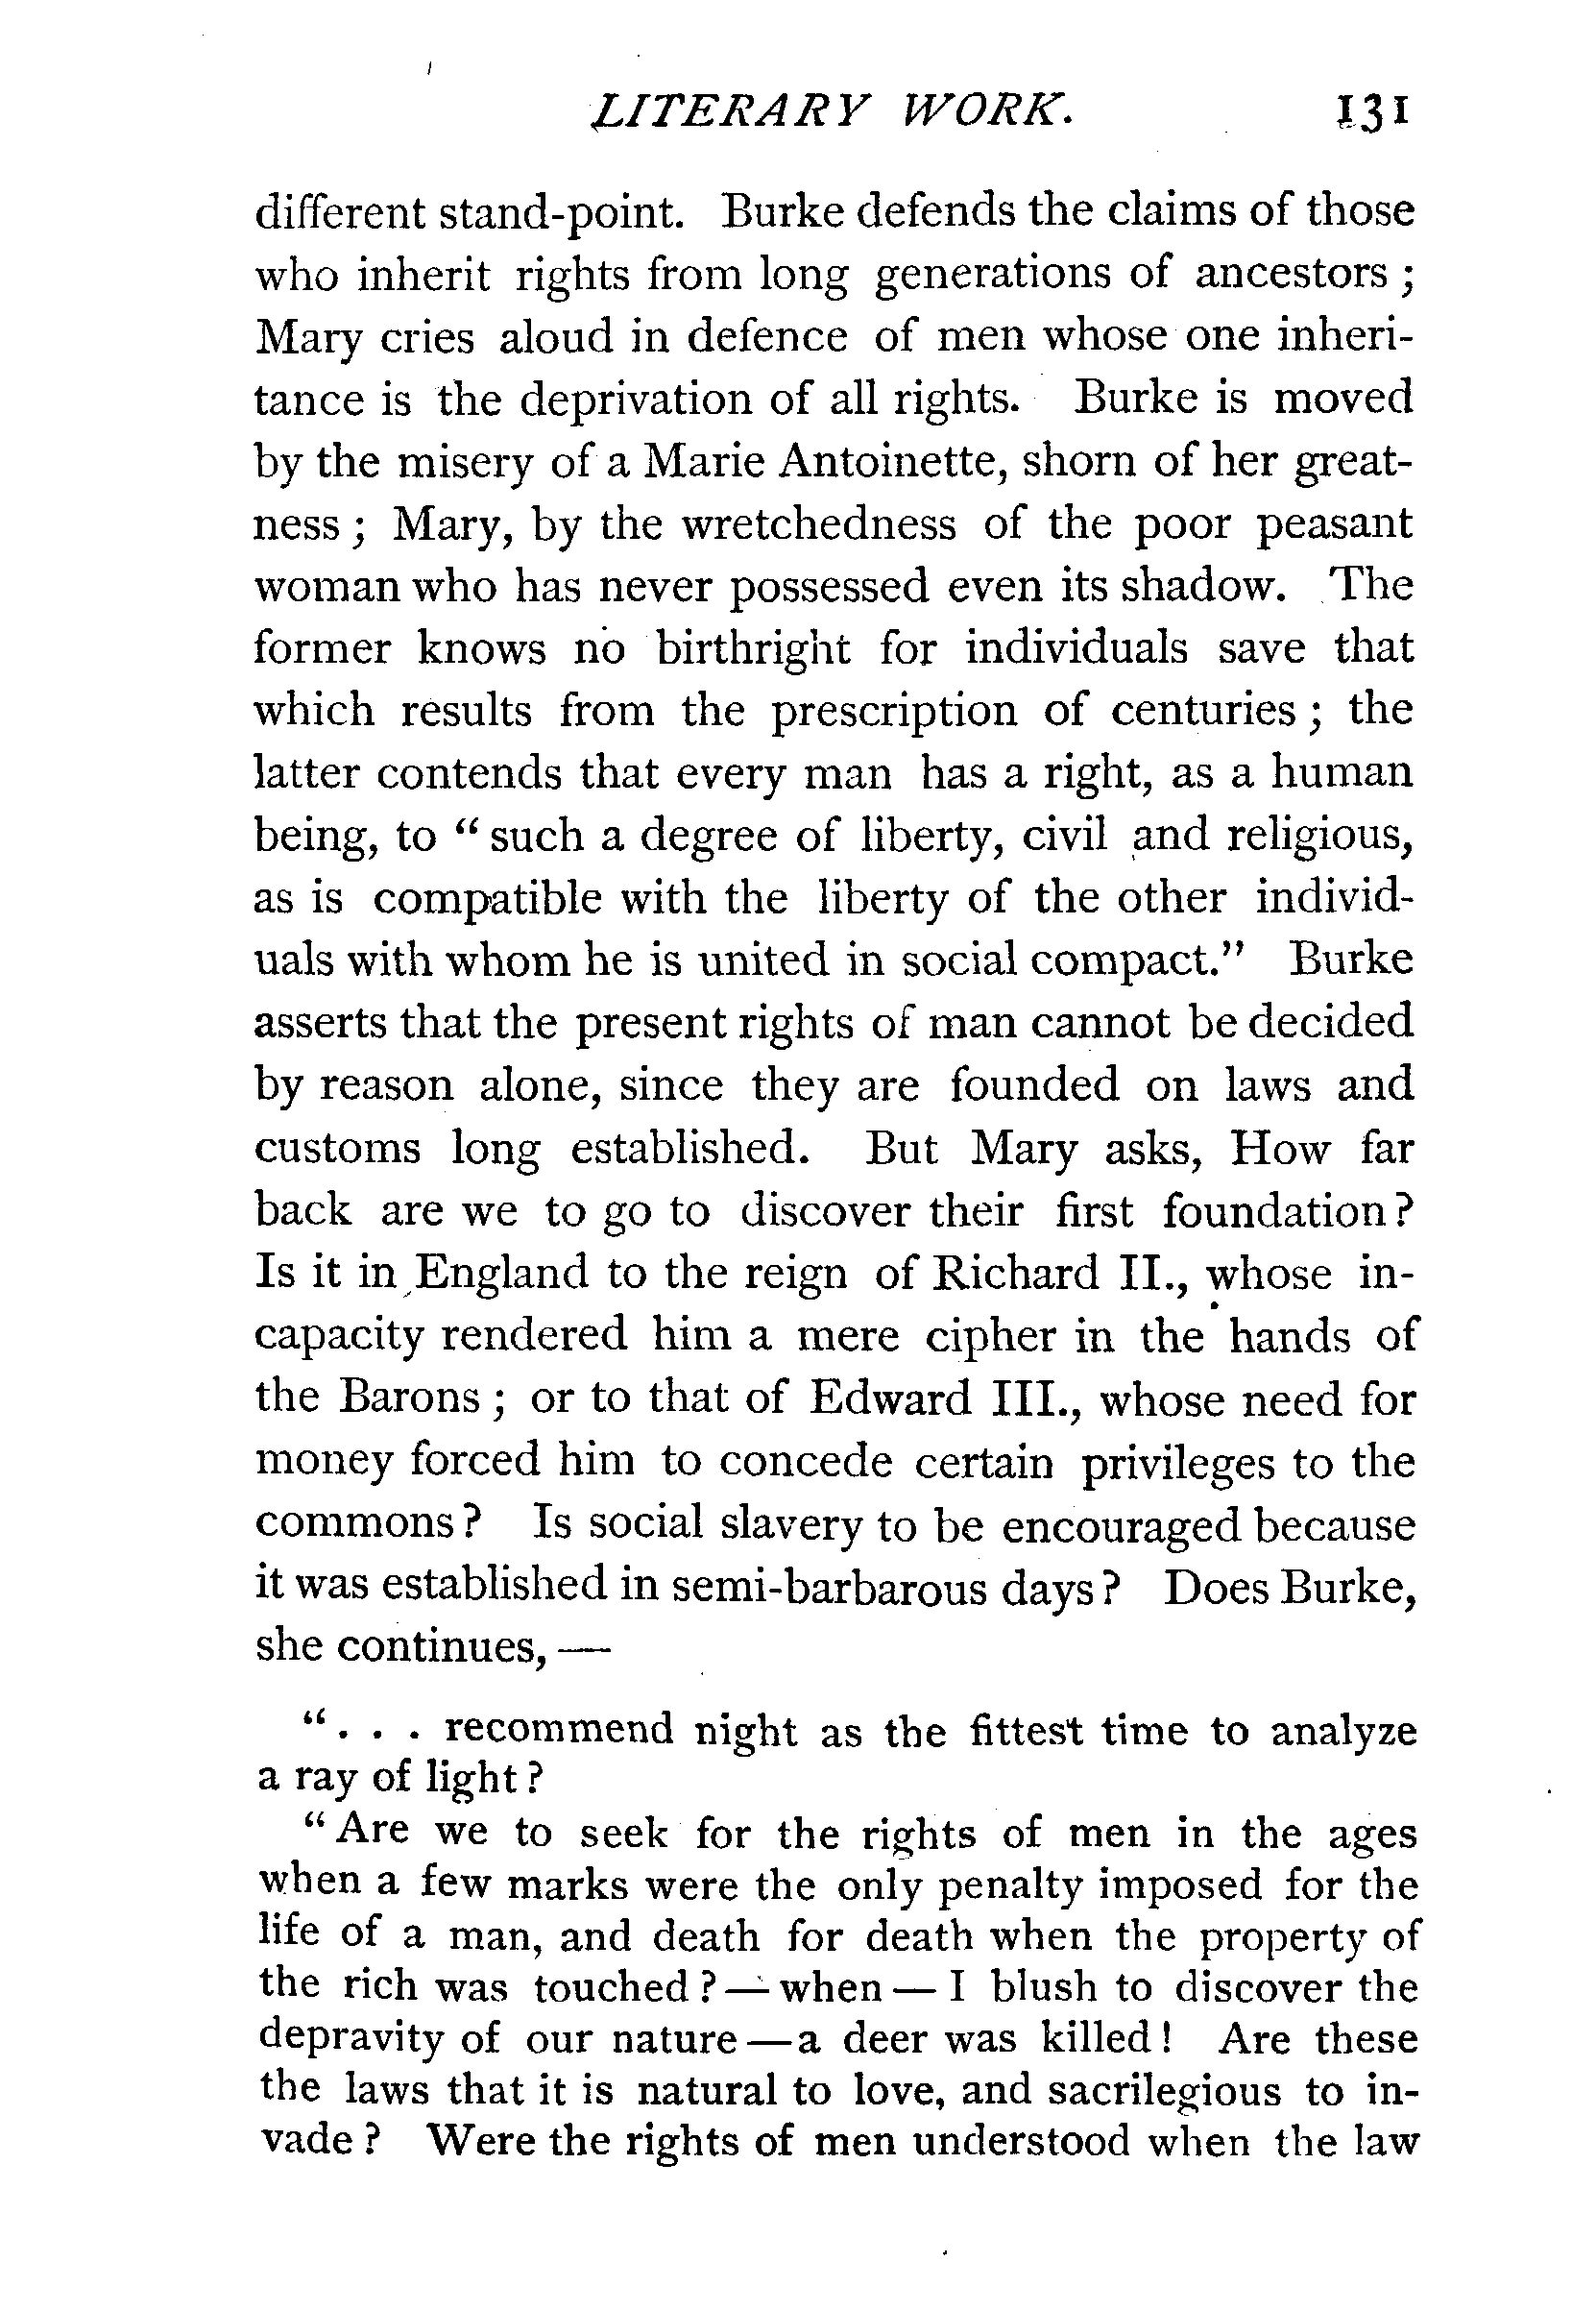 LITERARY WORK. 131
different stand-point. Burke defends the claims of those
who inherit rights from long generations of ancestors ;
Mary cries aloud in defence of men whose one inheri-
tance is the deprivation of all rights. Burke is moved
by the misery of a Marie Antoinette, shorn of her great-
ness ; Mary, by the wretchedness of the poor peasant
woman who has never possessed even its shadow. The
former knows no birthright for individuals save that
which results from the prescription of centuries ; the
latter contends that every man has a right, as a human
being, to “ such a degree of liberty, civil and religious,
as is compatible with the liberty of the other individ-
uals with whom he is united in social compact.” Burke
asserts that the present rights of man cannot be decided
by reason alone, since they are founded on laws and
customs long established. But Mary asks, How far
back are we to go to discover their first foundation ?
Is it in England to the reign of Richard II., whose in-
capacity rendered him a mere cipher in the hands of
the Barons ; or to that of Edward III., whose need for
money forced him to concede certain privileges to the
commons ? Is social slavery to be encouraged because
it was established in semi-barbarous days ? Does Burke,
she continues, —
“ . . . recommend night as the fittest time to analyze
a ray of light ?
“ Are we to seek for the rights of men in the ages
when a few marks were the only penalty imposed for the
life of a man, and death for death when the property of
the rich was touched ? — when — I blush to discover the
depravity of our nature — a deer was killed ! Are these
the laws that it is natural to love, and sacrilegious to in-
vade ? Were the rights of men understood when the law